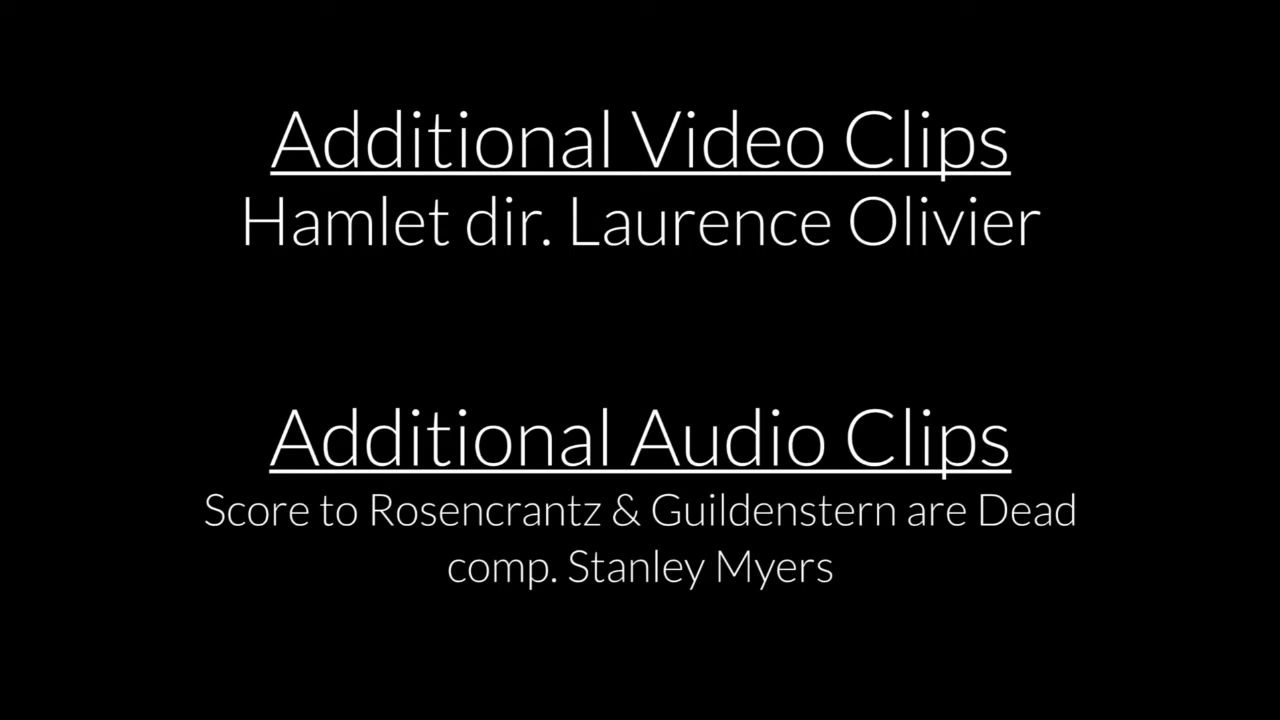 Additional Video Clips
Hamlet dir. Laurence Olivier
Additional Audio Clips
Score to Rosencrantz & Guildenstern are Dead
comp. Stanley Myers